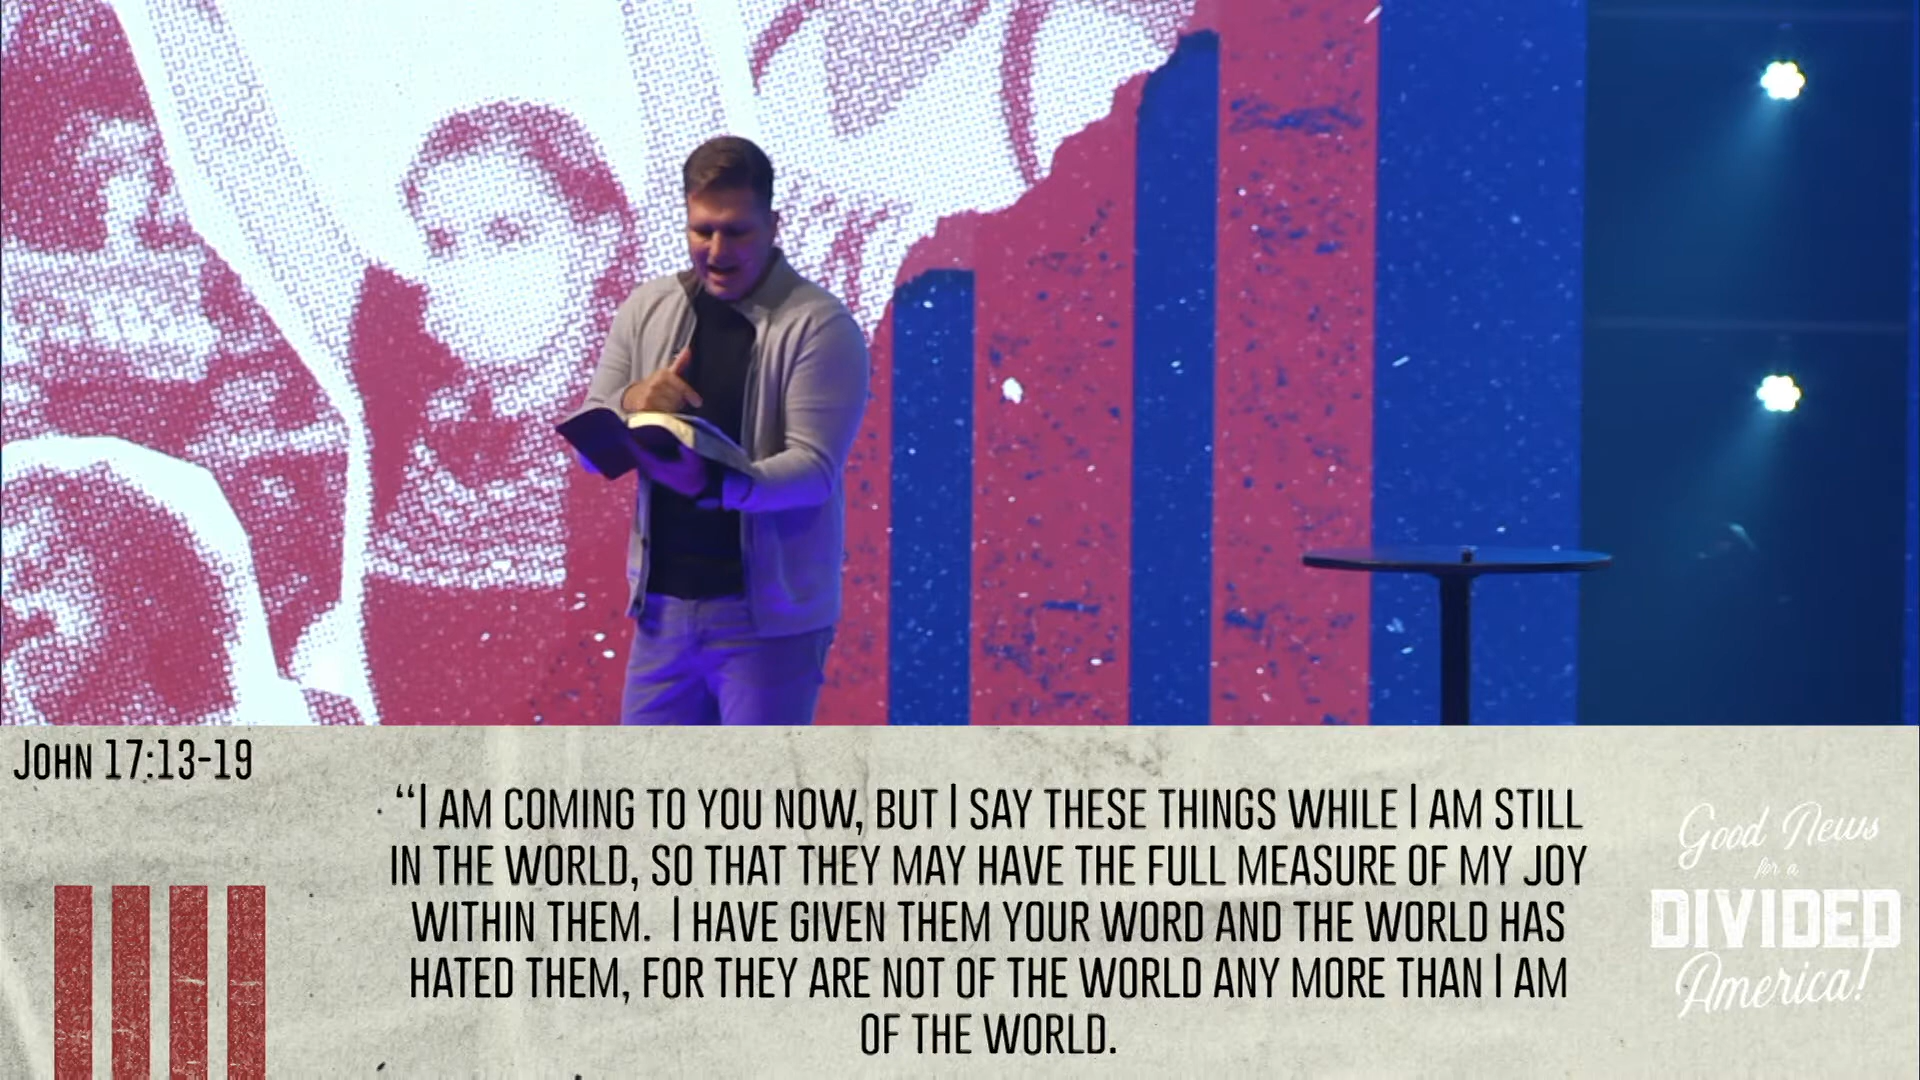 John 17:13-19
“I am coming to you now, but I say these things while I am still
in the world, so that they may have the full measure of my joy
within them.  I have given them your word and the world has
hated them, for they are not of the world any more than I am
of the world.
Good News
for a
DIVIDED
America!